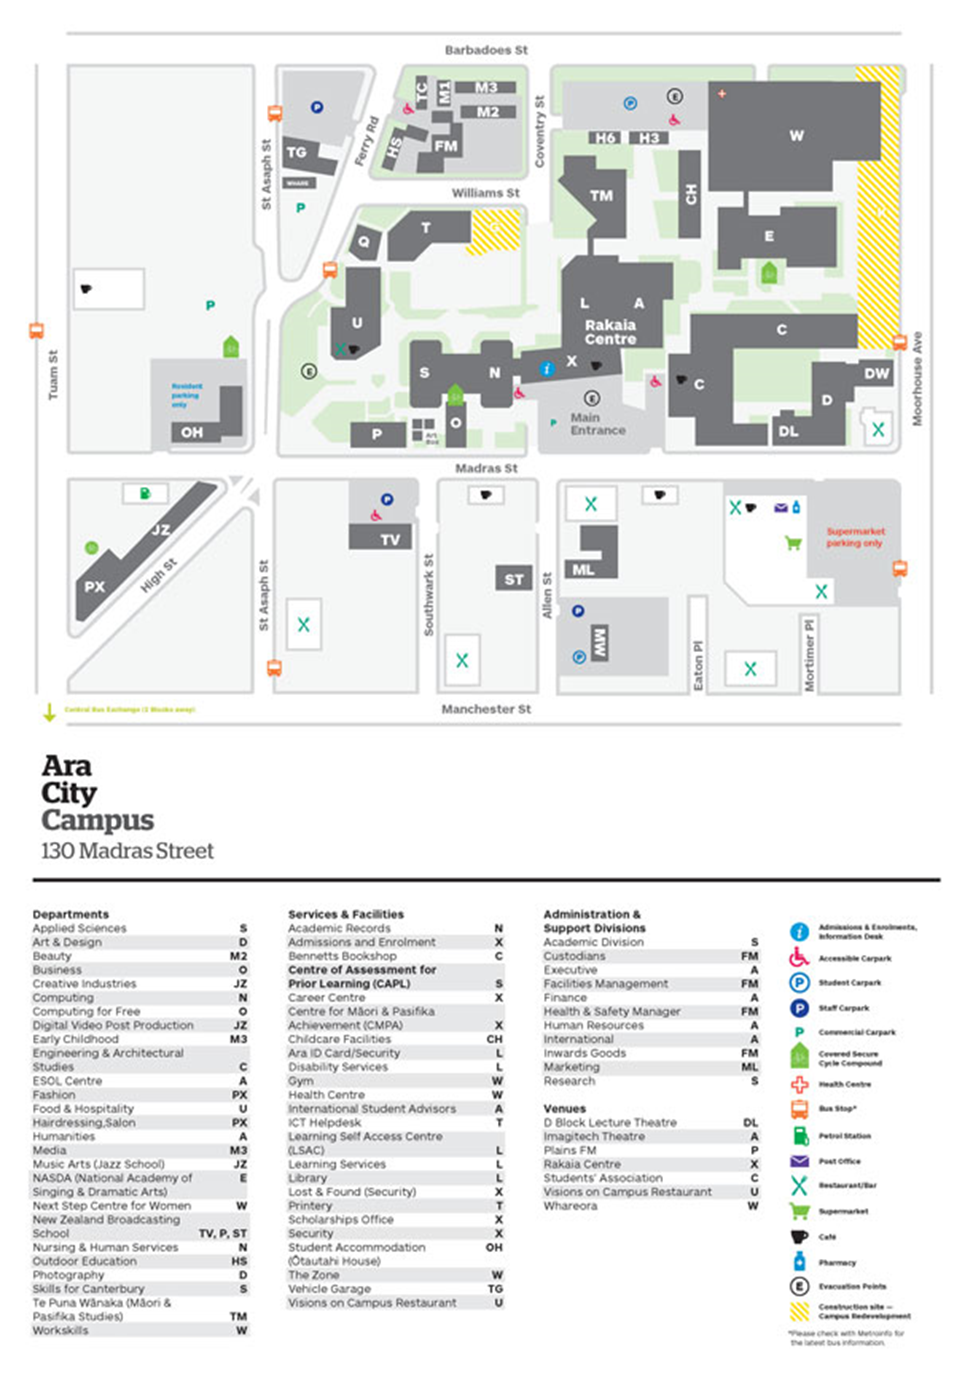 Barbadoes St
P
TC
M1
M3
M2
HS
FM
P
E
H6
H3
W
TG
WHARE
P
St Asaph St
Ferry Rd
Coventry St
Williams St
TM
CH
Q
T
E
U
L
A
Rakaia
Centre
C
P
E
S
N
i
X
C
DW
D
Tuam St
Moorhouse Ave
Resident
parking
only
OH
P
Art
Box
O
P
E
Main
Entrance
DL
Madras St
JZ
PX
High St
St Asaph St
P
TV
Southwark St
ST
Allen St
ML
P
MW
P
Eaton Pl
Mortimer Pl
Supermarket
parking only
Central Bus Exchange (2 Blocks away)
Manchester St
Ara
City
Campus
130 Madras Street
Departments
Applied Sciences S
Art & Design D
Beauty M2
Business O
Creative Industries JZ
Computing N
Computing for Free O
Digital Video Post Production JZ
Early Childhood M3
Engineering & Architectural
Studies C
ESOL Centre A
Fashion PX
Food & Hospitality U
Hairdressing,Salon PX
Humanities A
Media M3
Music Arts (Jazz School) JZ
NASDA (National Academy of E
Singing & Dramatic Arts)
Next Step Centre for Women W
New Zealand Broadcasting
School TV, P, ST
Nursing & Human Services N
Outdoor Education HS
Photography D
Skills for Canterbury S
Te Puna Wānaka (Māori &
Pasifika Studies) TM
Workskills W
Services & Facilities
Academic Records N
Admissions and Enrolment X
Bennetts Bookshop C
Centre of Assessment for
Prior Learning (CAPL) S
Career Centre X
Centre for Māori & Pasifika
Achievement (CMPA) X
Childcare Facilities CH
Ara ID Card/Security L
Disability Services L
Gym W
Health Centre W
International Student Advisors A
ICT Helpdesk T
Learning Self Access Centre
(LSAC) L
Learning Services L
Library L
Lost & Found (Security) X
Printery T
Scholarships Office X
Security X
Student Accommodation OH
(Ōtautahi House)
The Zone W
Vehicle Garage TG
Visions on Campus Restaurant U
Administration &
Support Divisions
Academic Division S
Custodians FM
Executive A
Facilities Management FM
Finance A
Health & Safety Manager FM
Human Resources A
International A
Inwards Goods FM
Marketing ML
Research S
Venues
D Block Lecture Theatre DL
Imagitech Theatre A
Plains FM P
Rakaia Centre X
Students' Association C
Visions on Campus Restaurant U
Whareora W
i Admissions & Enrolments,
Information Desk
Accessible Carpark
P Student Carpark
P Staff Carpark
P Commercial Carpark
Covered Secure
Cycle Compound
Health Centre
Bus Stop*
Petrol Station
Post Office
Restaurant/Bar
Supermarket
Café
Pharmacy
E Evacuation Points
Construction site —
Campus Redevelopment
*Please check with Metroinfo for
the latest bus information.